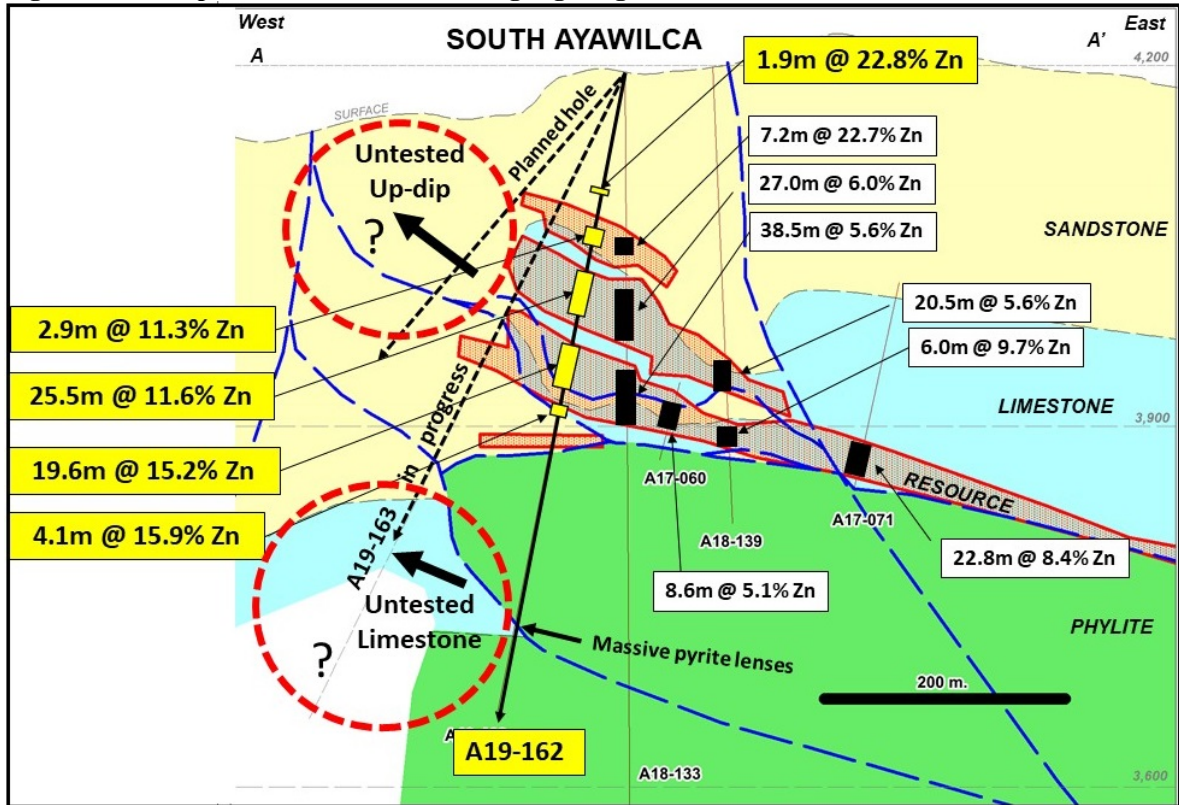 West
East
A
A'
SOUTH AYAWILCA
4,200
1.9m @ 22.8% Zn
SURFACE
Planned hole
7.2m @ 22.7% Zn
27.0m @ 6.0% Zn
38.5m @ 5.6% Zn
Untested
Up-dip
?
SANDSTONE
2.9m @ 11.3% Zn
20.5m @ 5.6% Zn
6.0m @ 9.7% Zn
25.5m @ 11.6% Zn
LIMESTONE
3,900
19.6m @ 15.2% Zn
A19-163 in progress
A17-060
RESOURCE
4.1m @ 15.9% Zn
A17-071
A18-139
22.8m @ 8.4% Zn
8.6m @ 5.1% Zn
Untested
Limestone
?
PHYLITE
Massive pyrite lenses
200 m.
A19-162
A18-133
3,600